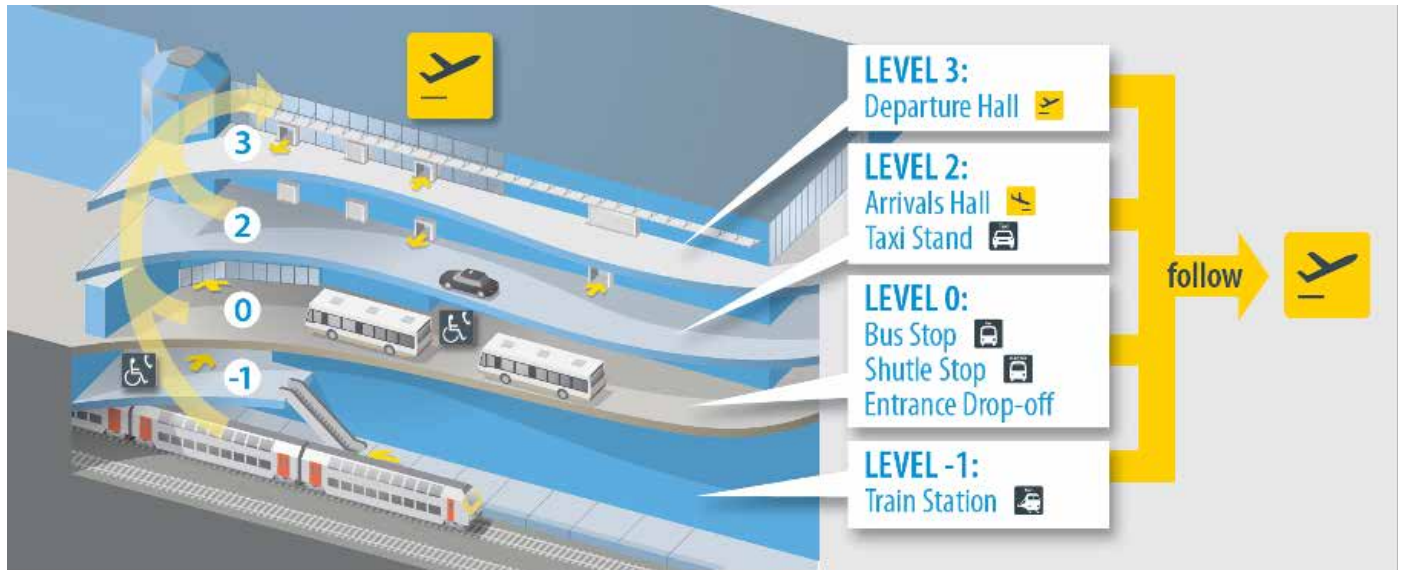 3
2
0
-1
LEVEL 3:
Departure Hall
LEVEL 2:
Arrivals Hall
Taxi Stand
LEVEL 0:
Bus Stop
Shutle Stop
Entrance Drop-off
LEVEL -1:
Train Station
follow